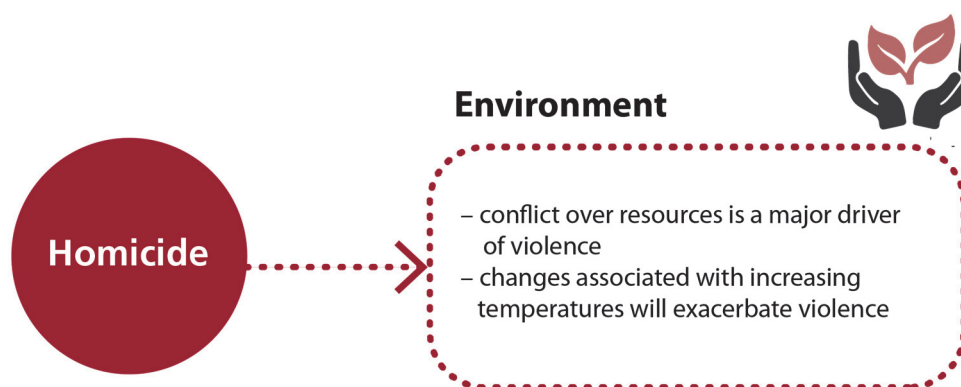 Environment
Homicide
– conflict over resources is a major driver
of violence
– changes associated with increasing
temperatures will exacerbate violence